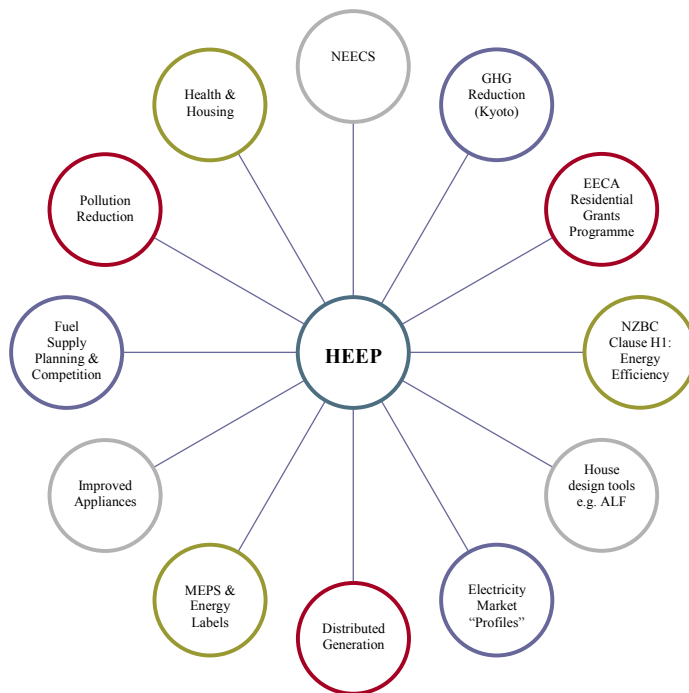 NEECS
GHG
Reduction
(Kyoto)
EECA
Residential
Grants
Programme
NZBC
Clause H1:
Energy
Efficiency
House
design tools
e.g. ALF
Electricity
Market
“Profiles”
Distributed
Generation
MEPS &
Energy
Labels
Improved
Appliances
Fuel
Supply
Planning &
Competition
Pollution
Reduction
Health &
Housing
HEEP